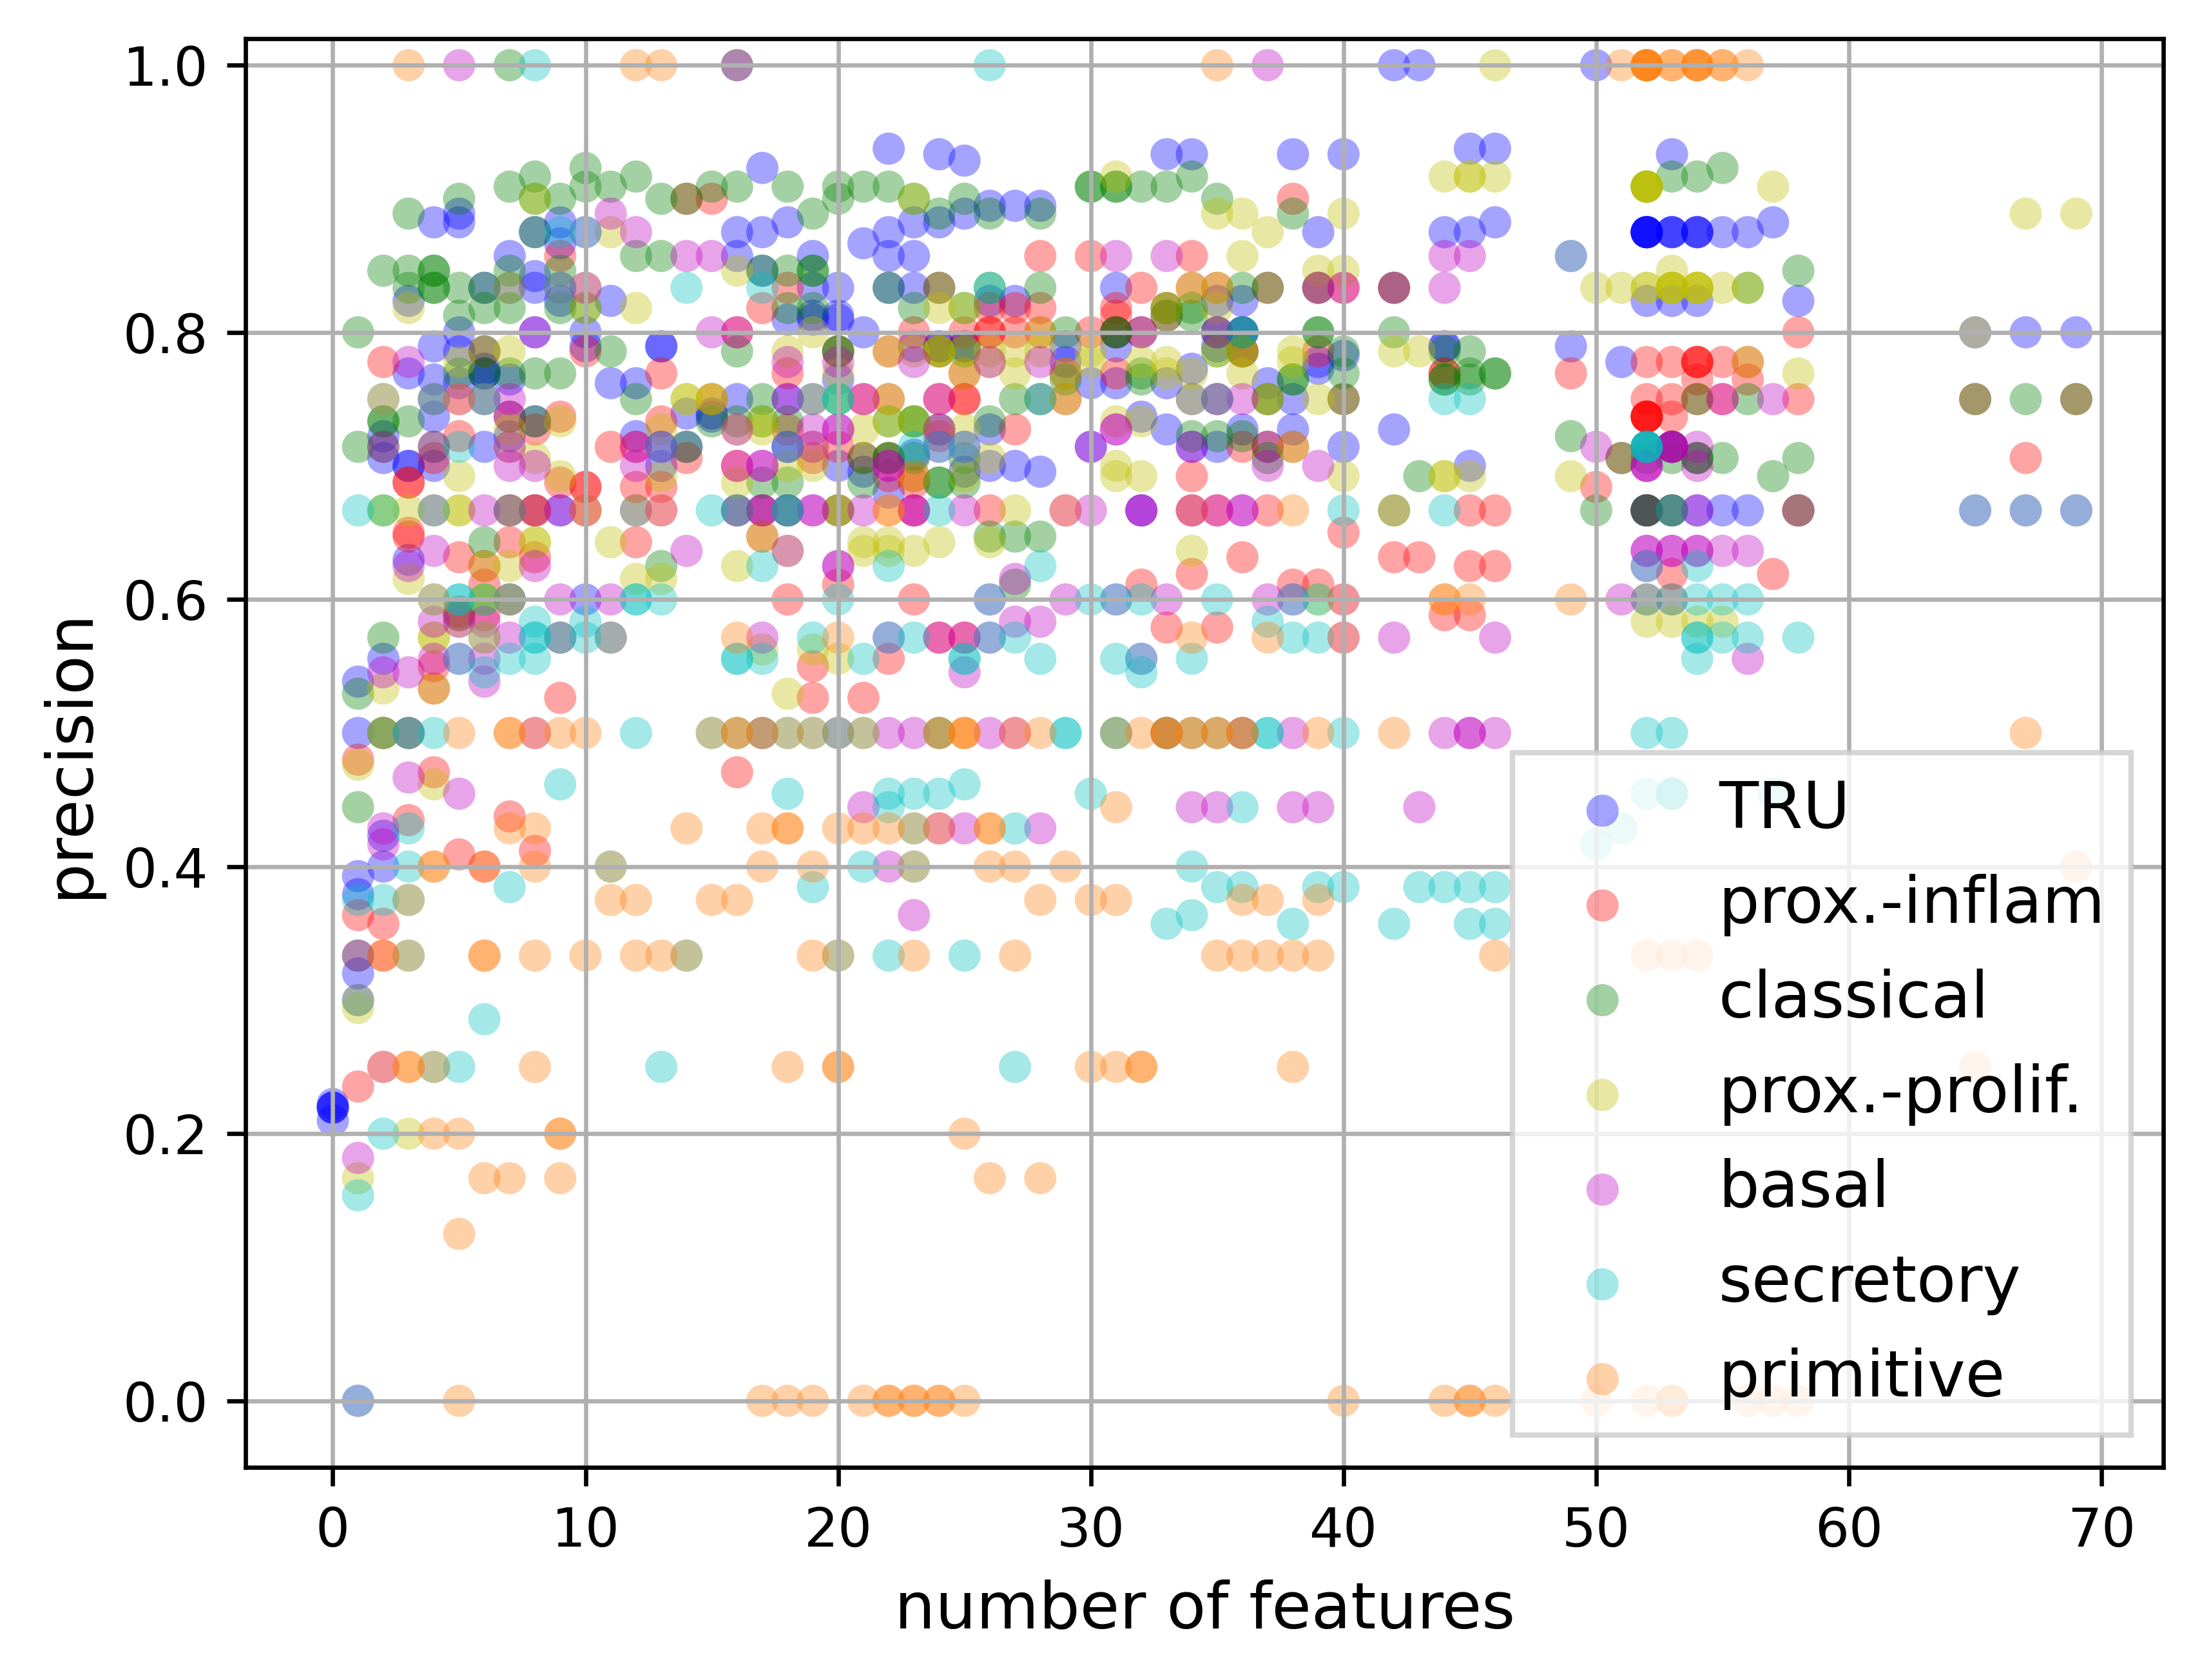 1.0
0.8
0.6
0.4
0.2
0.0
precision
0 10 20 30 40 50 60 70
number of features
TRU
prox.-inflam
classical
prox.-prolif.
basal
secretory
primitive